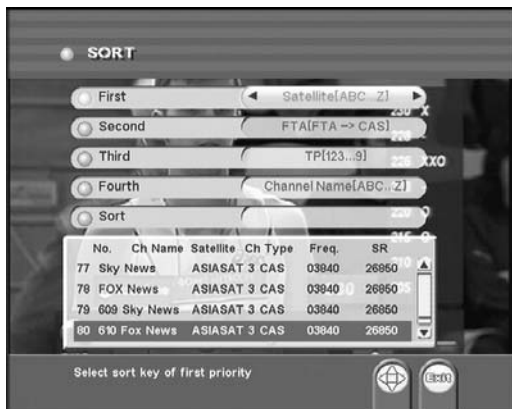 SORT
First Satellite[ABC...Z]
Second FTA[FTA -> CAS]
Third TP[123...9]
Fourth Channel Name[ABC...Z]
Sort
No. Ch Name Satellite Ch Type Freq. SR
77 Sky News ASIASAT 3 CAS 03840 26850
78 FOX News ASIASAT 3 CAS 03840 26850
79 609 Sky News ASIASAT 3 CAS 03840 26850
80 610 Fox News ASIASAT 3 CAS 03840 26850
Select sort key of first priority
Exit